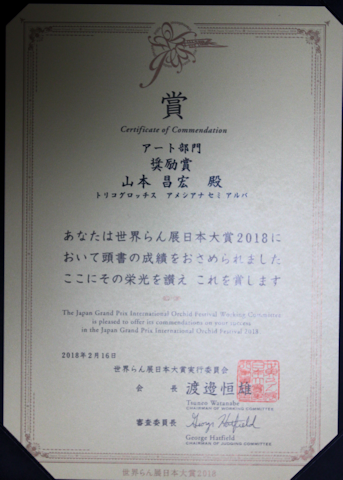 賞
Certificate of Commendation
アート部門
奨励賞
山本 昌宏 殿
トリコグロッチス アメシアナセミ アルバ
あなたは世界らん展日本大賞2018に
おいて頭書の成績をおさめられました
ここにその栄光を讃え これを賞します
The Japan Grand Prix International Orchid Festival Working Committee
is pleased to offer its commendations on your success
in the Japan Grand Prix International Orchid Festival 2018
2018年2月16日
世界らん展日本大賞実行委員会
会 長 渡邉恒雄
Tsuneo Watanabe
CHAIRMAN OF WORKING COMMITTEE
審査委員長 George Hatfield
George Hatfield
CHAIRMAN OF JUDGING COMMITTEE
世界らん展日本大賞2018